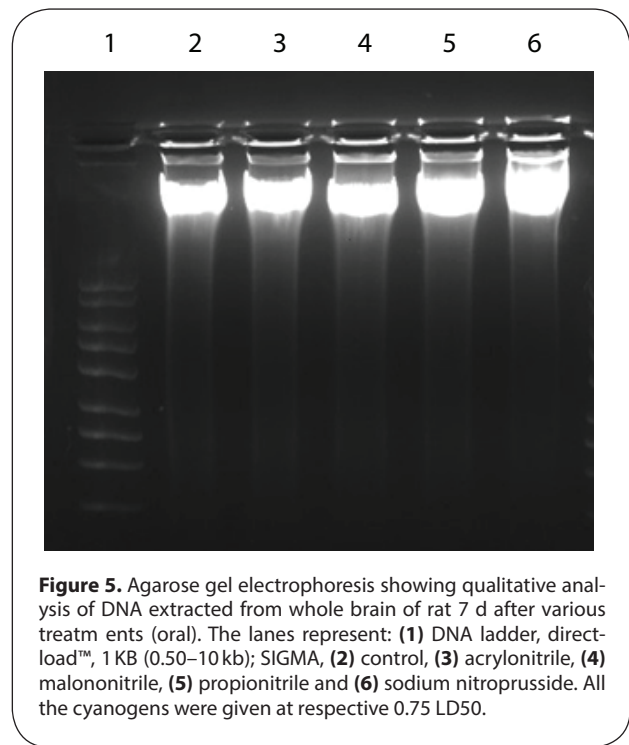 1 2 3 4 5 6
Figure 5. Agarose gel electrophoresis showing qualitative anal-
ysis of DNA extracted from whole brain of rat 7 d after various
treatm ents (oral). The lanes represent: (1) DNA ladder, direct-
load™, 1 KB (0.50–10 kb); SIGMA, (2) control, (3) acrylonitrile, (4)
malononitrile, (5) propionitrile and (6) sodium nitroprusside. All
the cyanogens were given at respective 0.75 LD50.